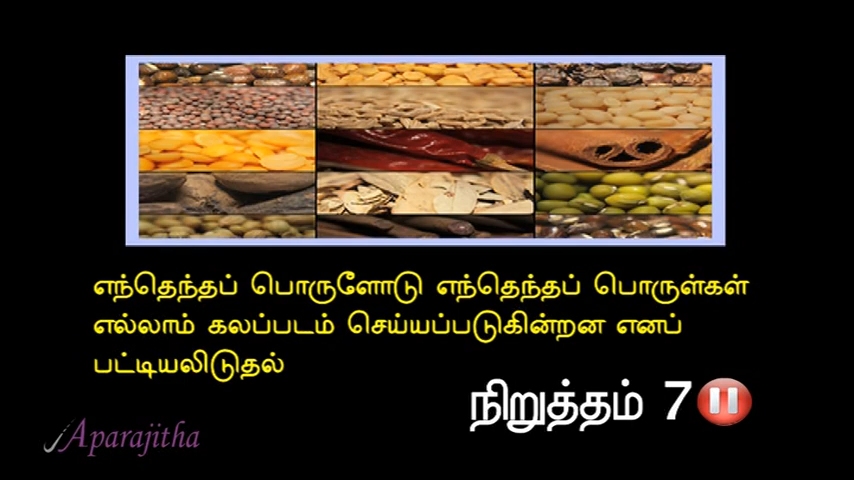 எந்தெந்தப் பொருளோடு எந்தெந்தப் பொருள்கள்
எல்லாம் கலப்படம் செய்யப்படுகின்றன எனப்
பட்டியலிடுதல்
நிறுத்தம் 7
Aparajitha